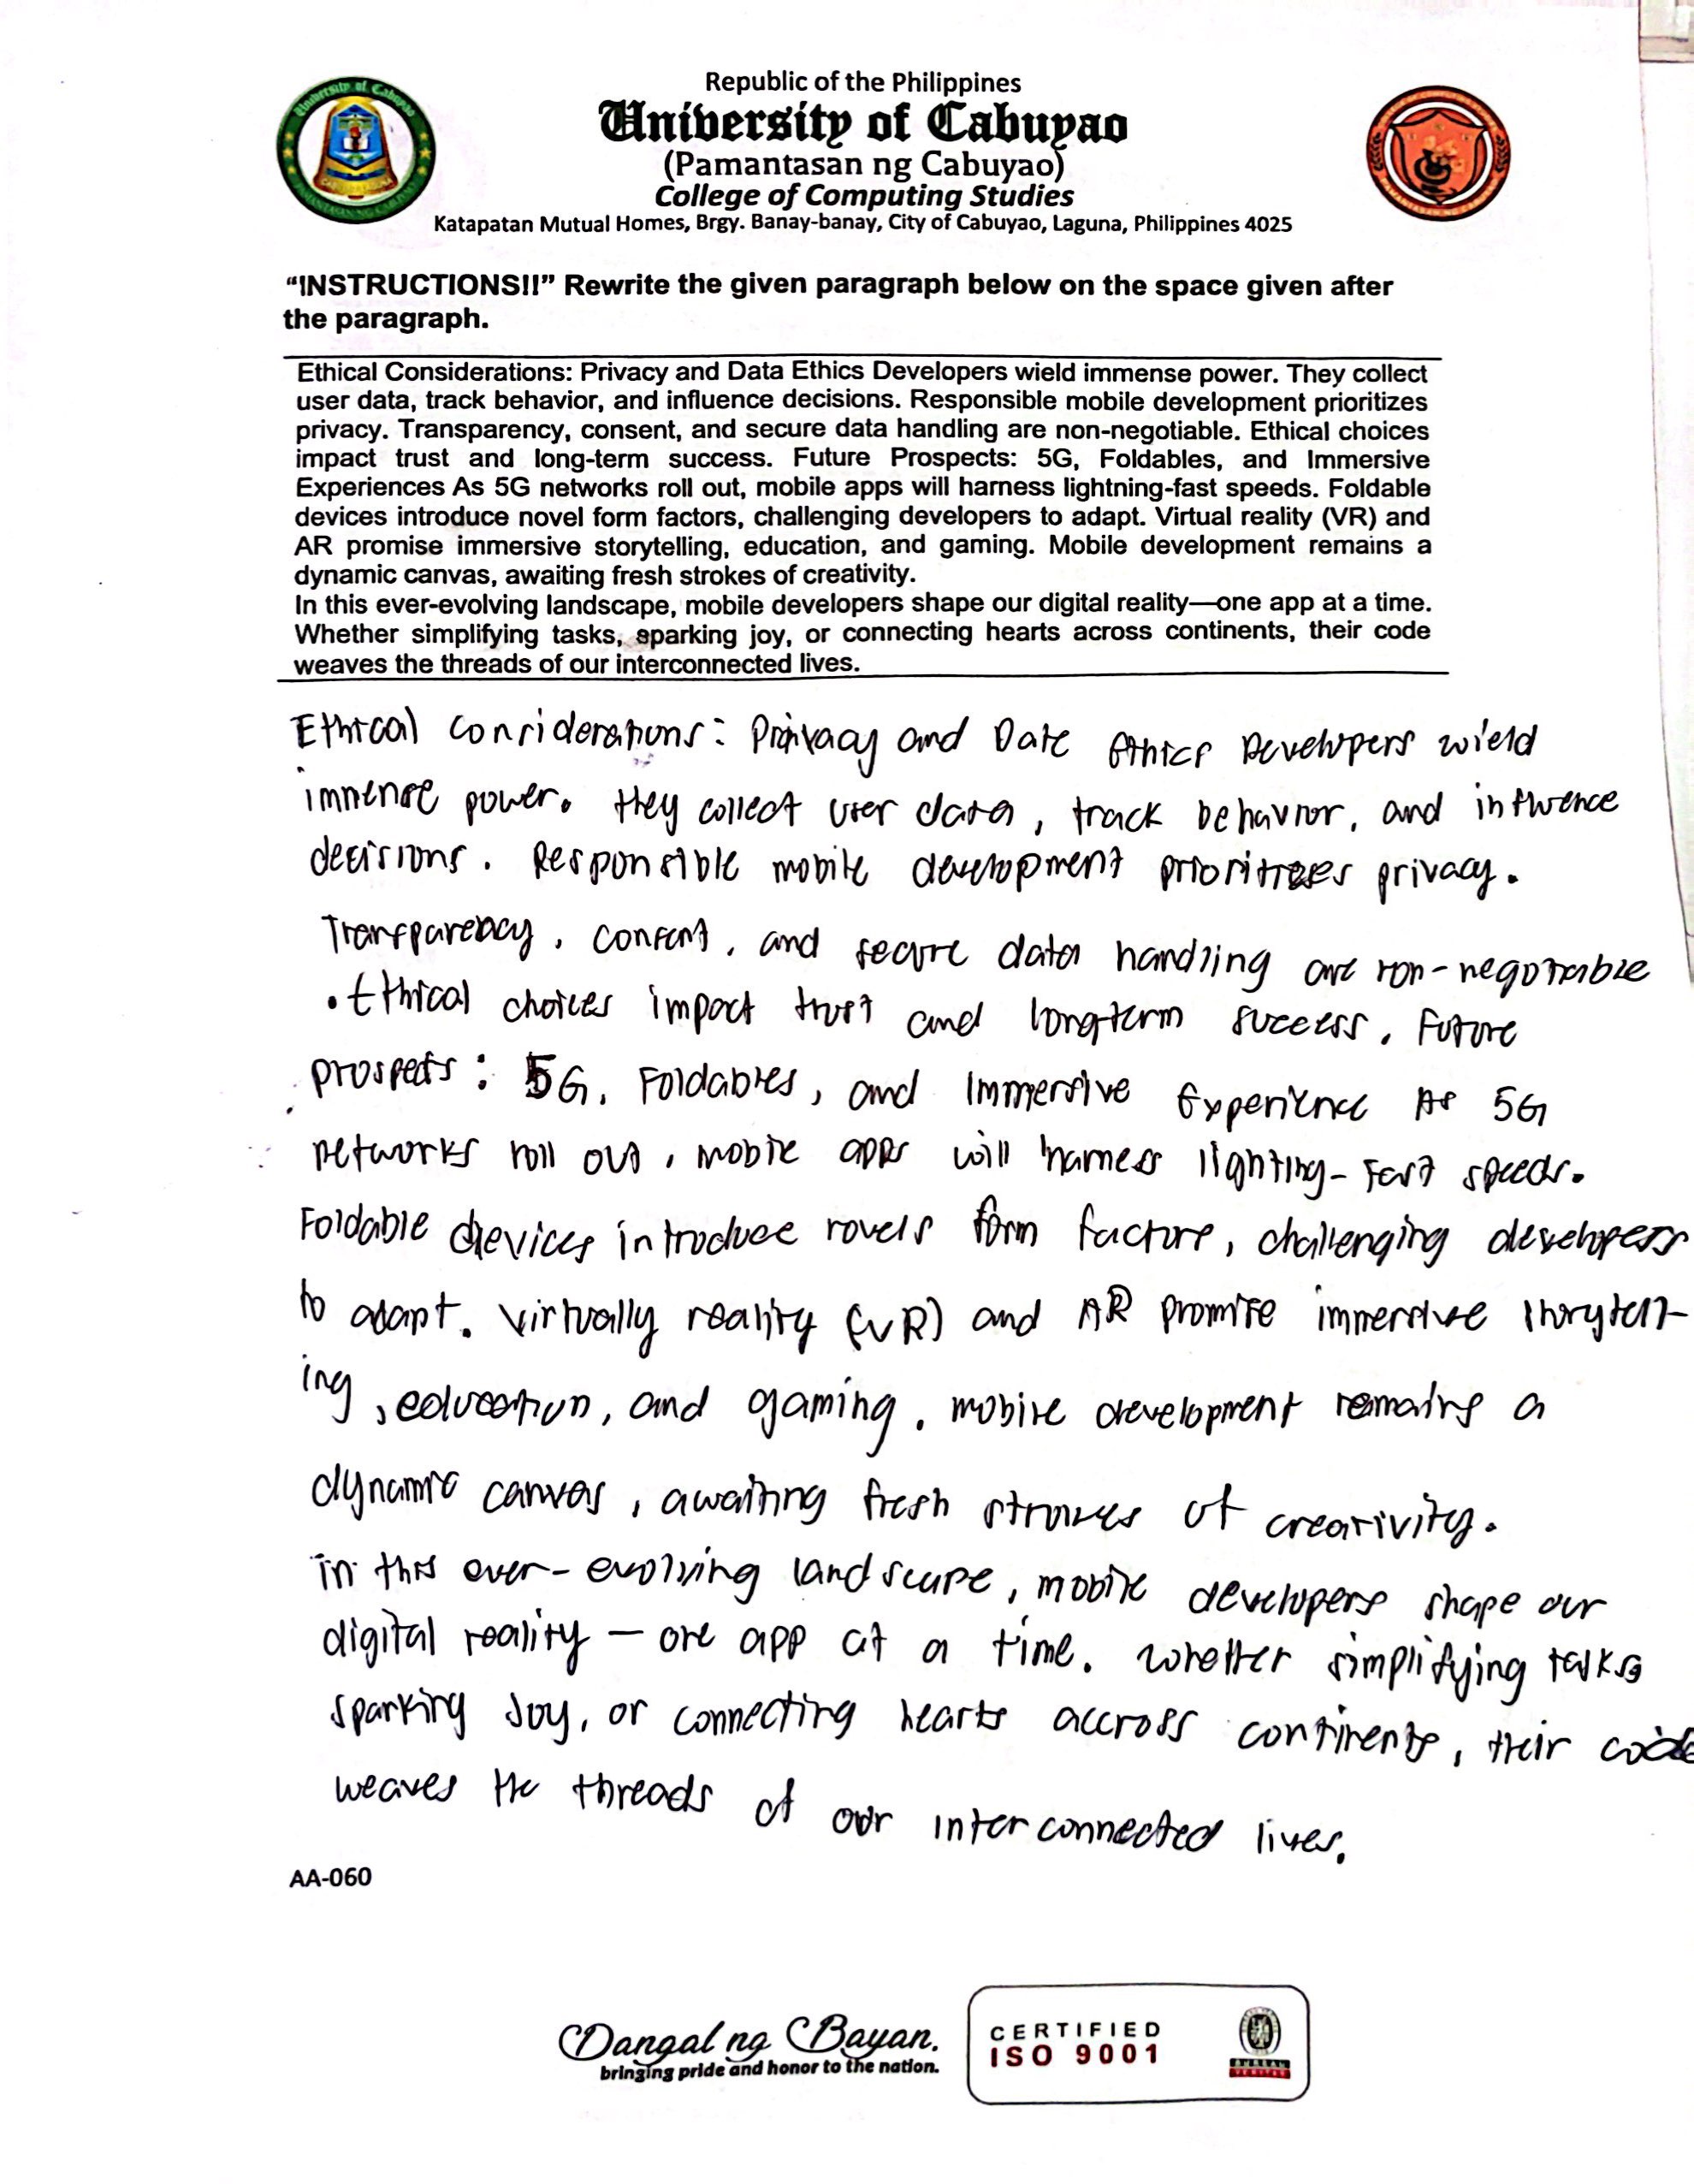 Republic of the Philippines
University of Cabuyao
(Pamantasan ng Cabuyao)
College of Computing Studies
Katapatan Mutual Homes, Brgy. Banay-banay, City of Cabuyao, Laguna, Philippines 4025
“INSTRUCTIONS!!” Rewrite the given paragraph below on the space given after
the paragraph.
Ethical Considerations: Privacy and Data Ethics Developers wield immense power. They collect
user data, track behavior, and influence decisions. Responsible mobile development prioritizes
privacy. Transparency, consent, and secure data handling are non-negotiable. Ethical choices
impact trust and long-term success. Future Prospects: 5G, Foldables, and Immersive
Experiences As 5G networks roll out, mobile apps will harness lightning-fast speeds. Foldable
devices introduce novel form factors, challenging developers to adapt. Virtual reality (VR) and
AR promise immersive storytelling, education, and gaming. Mobile development remains a
dynamic canvas, awaiting fresh strokes of creativity.
In this ever-evolving landscape, mobile developers shape our digital reality—one app at a time.
Whether simplifying tasks, sparking joy, or connecting hearts across continents, their code
weaves the threads of our interconnected lives.
Ethical Considerations: Privacy and Date Ethics Developers wield
immense power. They collect user data, track behavior, and influence
decisions. Responsible mobile development prioritizes privacy.
Transparency, consent, and secure data handling are non-negotiable
. Ethical choices impact trust and long-term success. Future
prospects: 5G, Foldables, and Immersive Experience As 5G
networks roll out, mobile apps will harness lighting-fast speeds.
Foldable devices introduce rovels form factors, challenging developers
to adapt. Virtually reality (VR) and AR promise immersive storytell-
ing, education, and gaming. mobile development remains a
dynamic canvas, awaiting fresh strokes of creativity.
in this ever-evolving landscape, mobile developers shape our
digital reality — one app at a time. Whether simplifying tasks,
sparking joy, or connecting hearts accross continents, their code
weaves the threads of our interconnected lives.
AA-060
Dangal ng Bayan.
bringing pride and honor to the nation.
CERTIFIED
ISO 9001
BUREAU
VERITAS